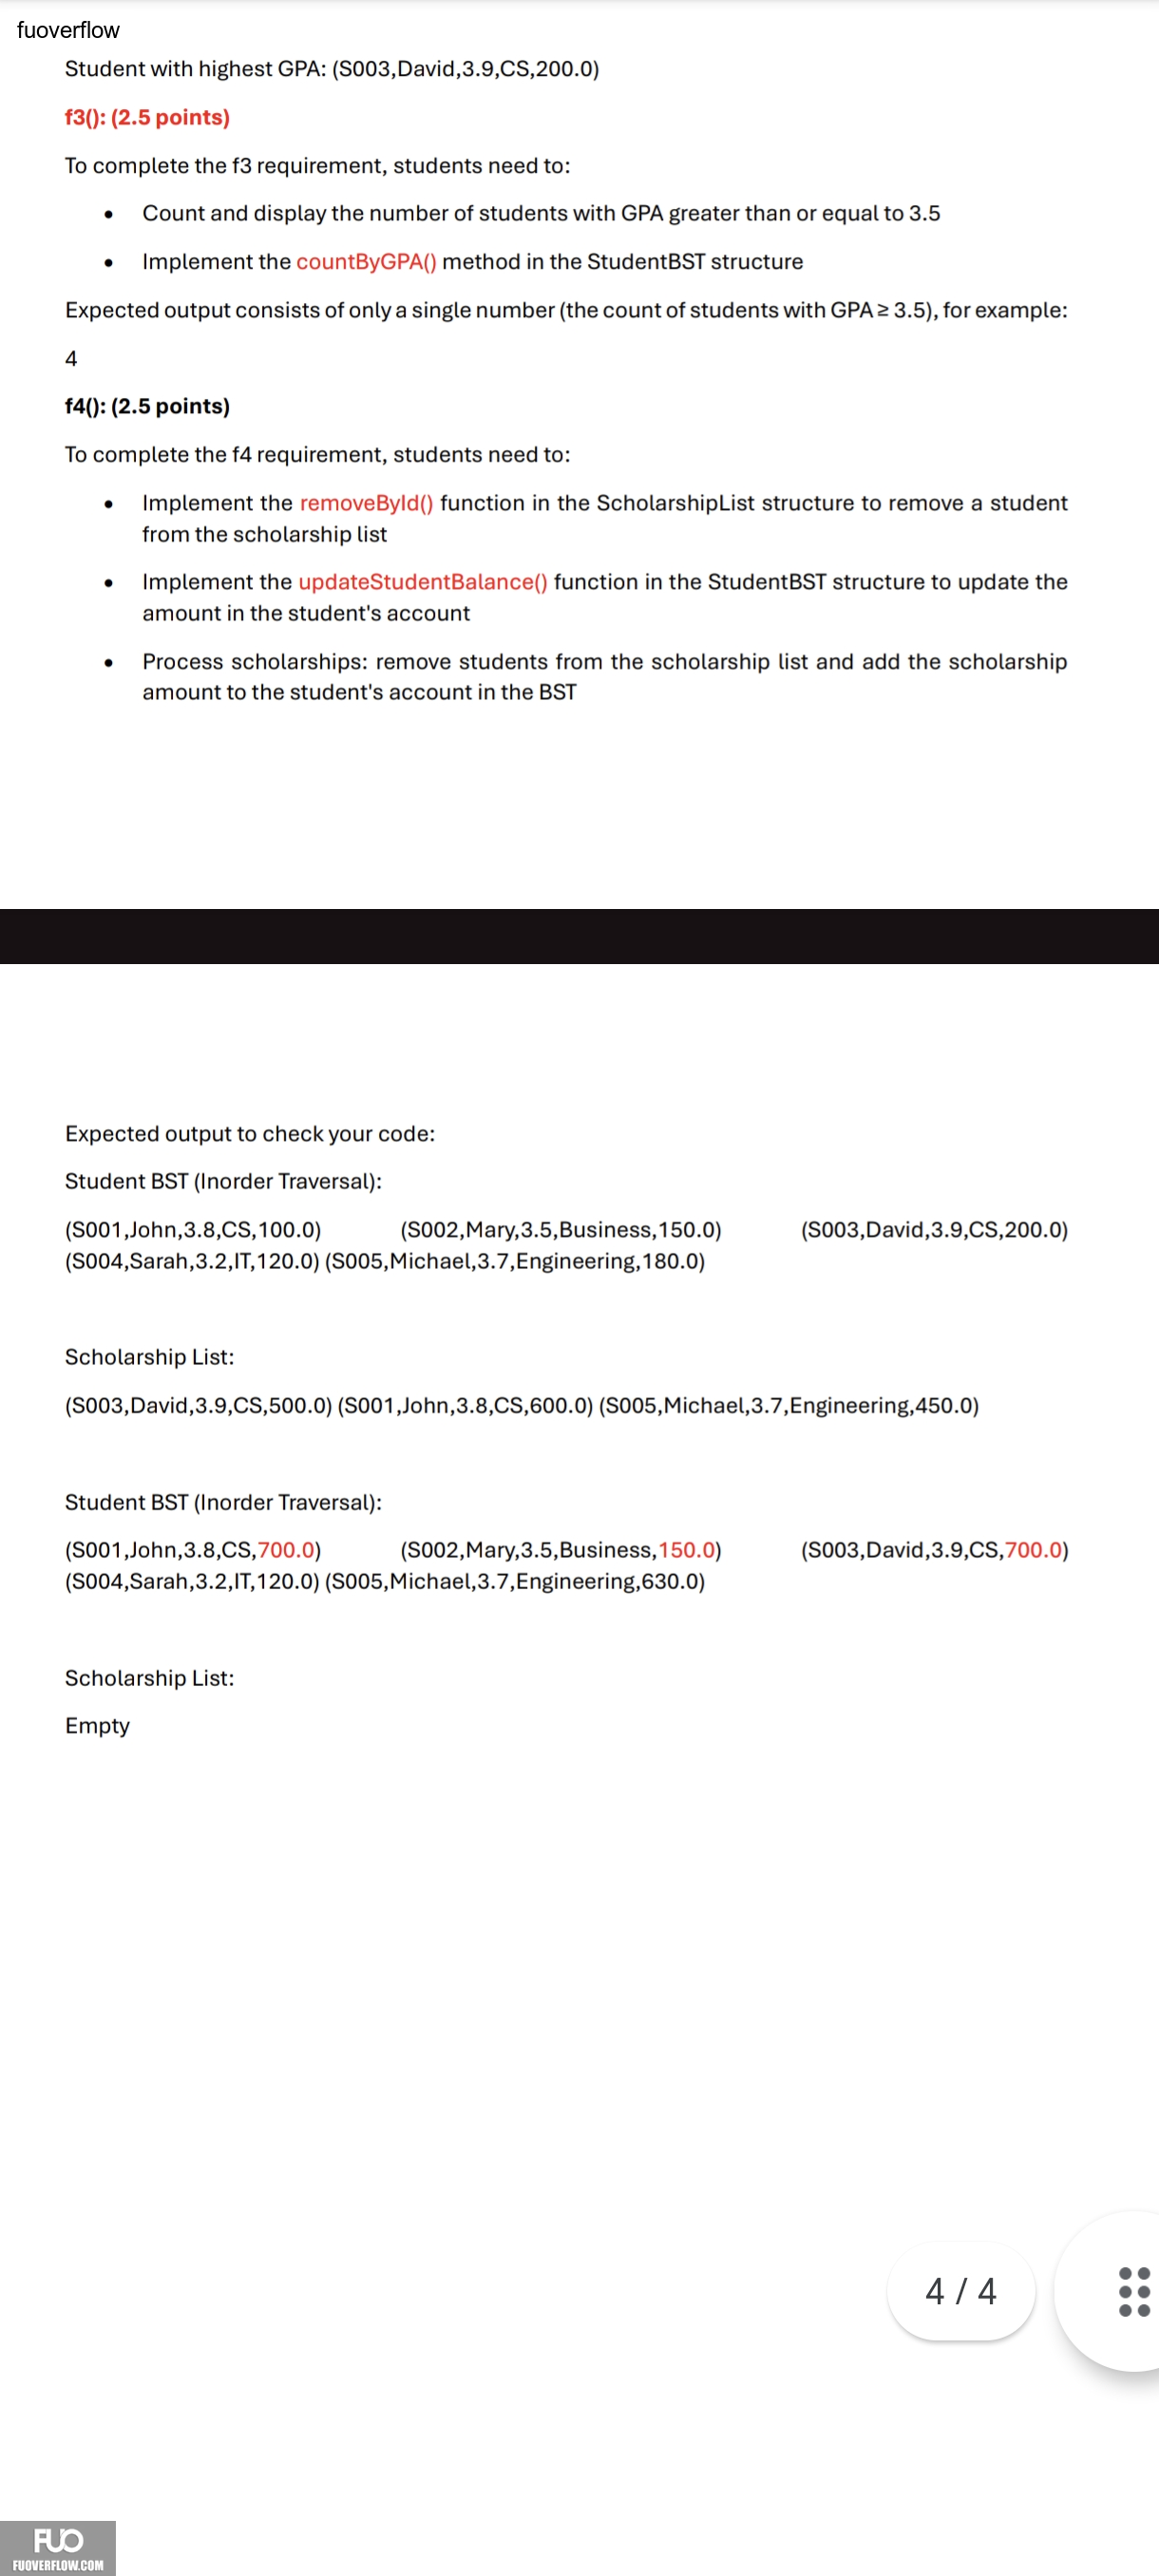 fuoverflow
Student with highest GPA: (S003,David,3.9,CS,200.0)
f3(): (2.5 points)
To complete the f3 requirement, students need to:
• Count and display the number of students with GPA greater than or equal to 3.5
• Implement the countByGPA() method in the StudentBST structure
Expected output consists of only a single number (the count of students with GPA ≥ 3.5), for example:
4
f4(): (2.5 points)
To complete the f4 requirement, students need to:
• Implement the removeById() function in the ScholarshipList structure to remove a student
from the scholarship list
• Implement the updateStudentBalance() function in the StudentBST structure to update the
amount in the student's account
• Process scholarships: remove students from the scholarship list and add the scholarship
amount to the student's account in the BST
Expected output to check your code:
Student BST (Inorder Traversal):
(S001,John,3.8,CS,100.0) (S002,Mary,3.5,Business,150.0) (S003,David,3.9,CS,200.0)
(S004,Sarah,3.2,IT,120.0) (S005,Michael,3.7,Engineering,180.0)
Scholarship List:
(S003,David,3.9,CS,500.0) (S001,John,3.8,CS,600.0) (S005,Michael,3.7,Engineering,450.0)
Student BST (Inorder Traversal):
(S001,John,3.8,CS,700.0) (S002,Mary,3.5,Business,150.0) (S003,David,3.9,CS,700.0)
(S004,Sarah,3.2,IT,120.0) (S005,Michael,3.7,Engineering,630.0)
Scholarship List:
Empty
4 / 4
FUO
FUOVERFLOW.COM